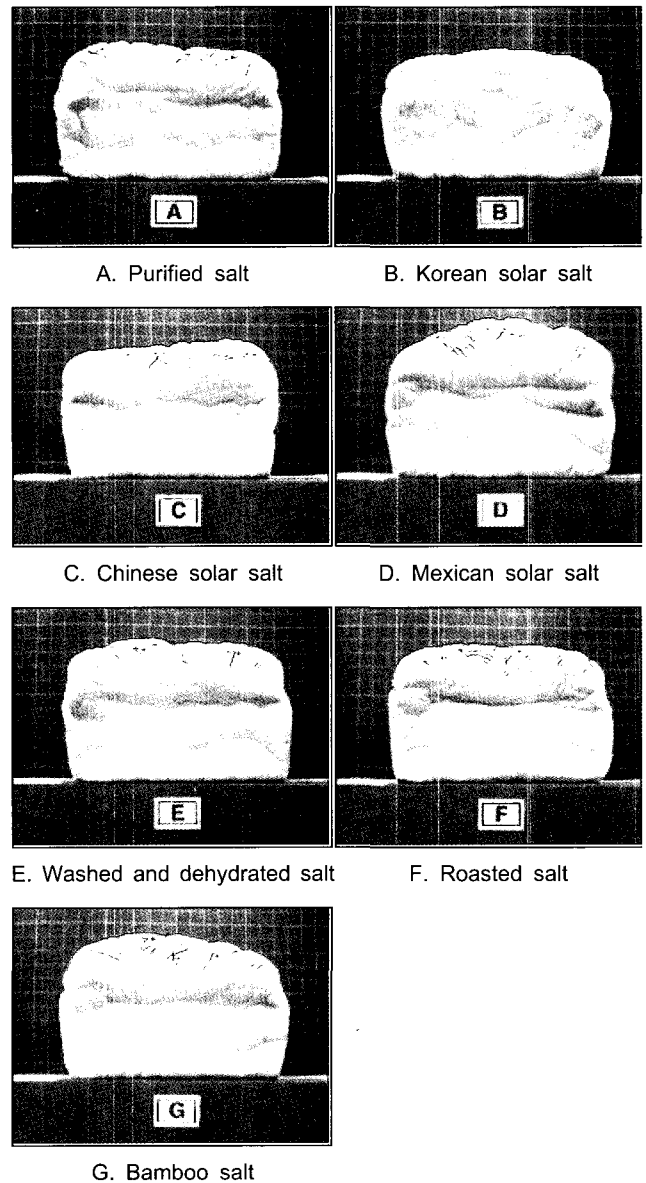 A
B
A. Purified salt
B. Korean solar salt
C
D
C. Chinese solar salt
D. Mexican solar salt
E
F
E. Washed and dehydrated salt
F. Roasted salt
G
G. Bamboo salt